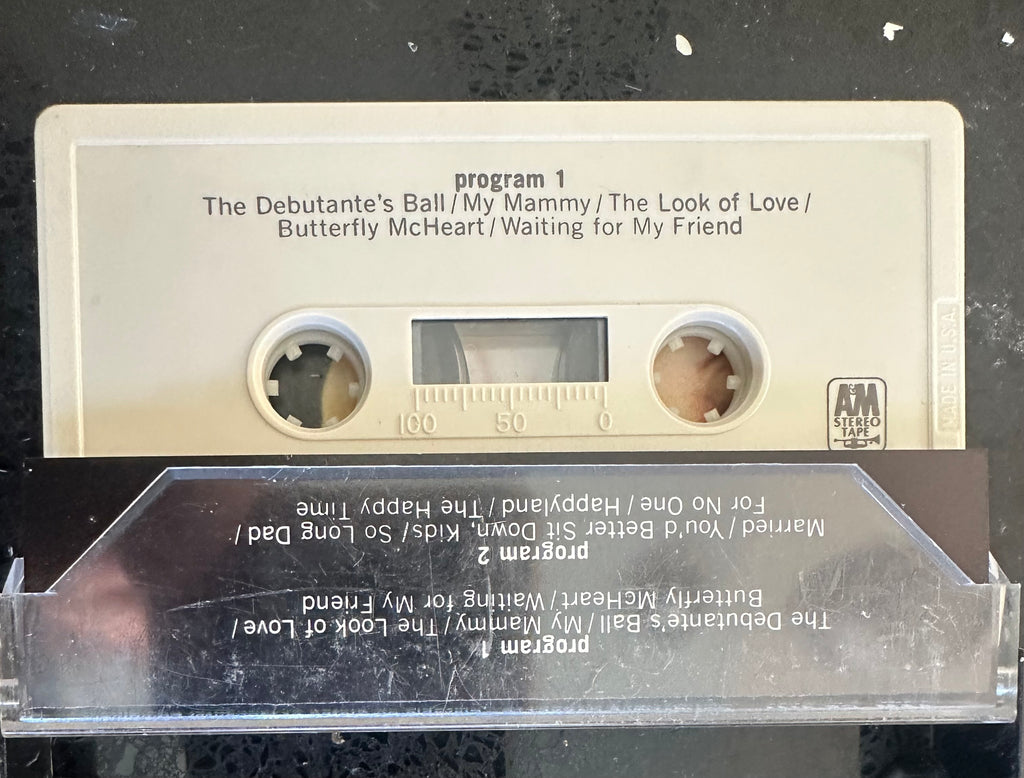 program 1
The Debutante's Ball/My Mammy/The Look of Love/
Butterfly McHeart/Waiting for My Friend
100 50 0
MADE IN U.S.A.
A&M
STEREO
TAPE
program 1
The Debutante's Ball/My Mammy/The Look of Love/
Butterfly McHeart/Waiting for My Friend
program 2
Married/You'd Better Sit Down, Kids/So Long Dad/
For No One/Happyland/The Happy Time